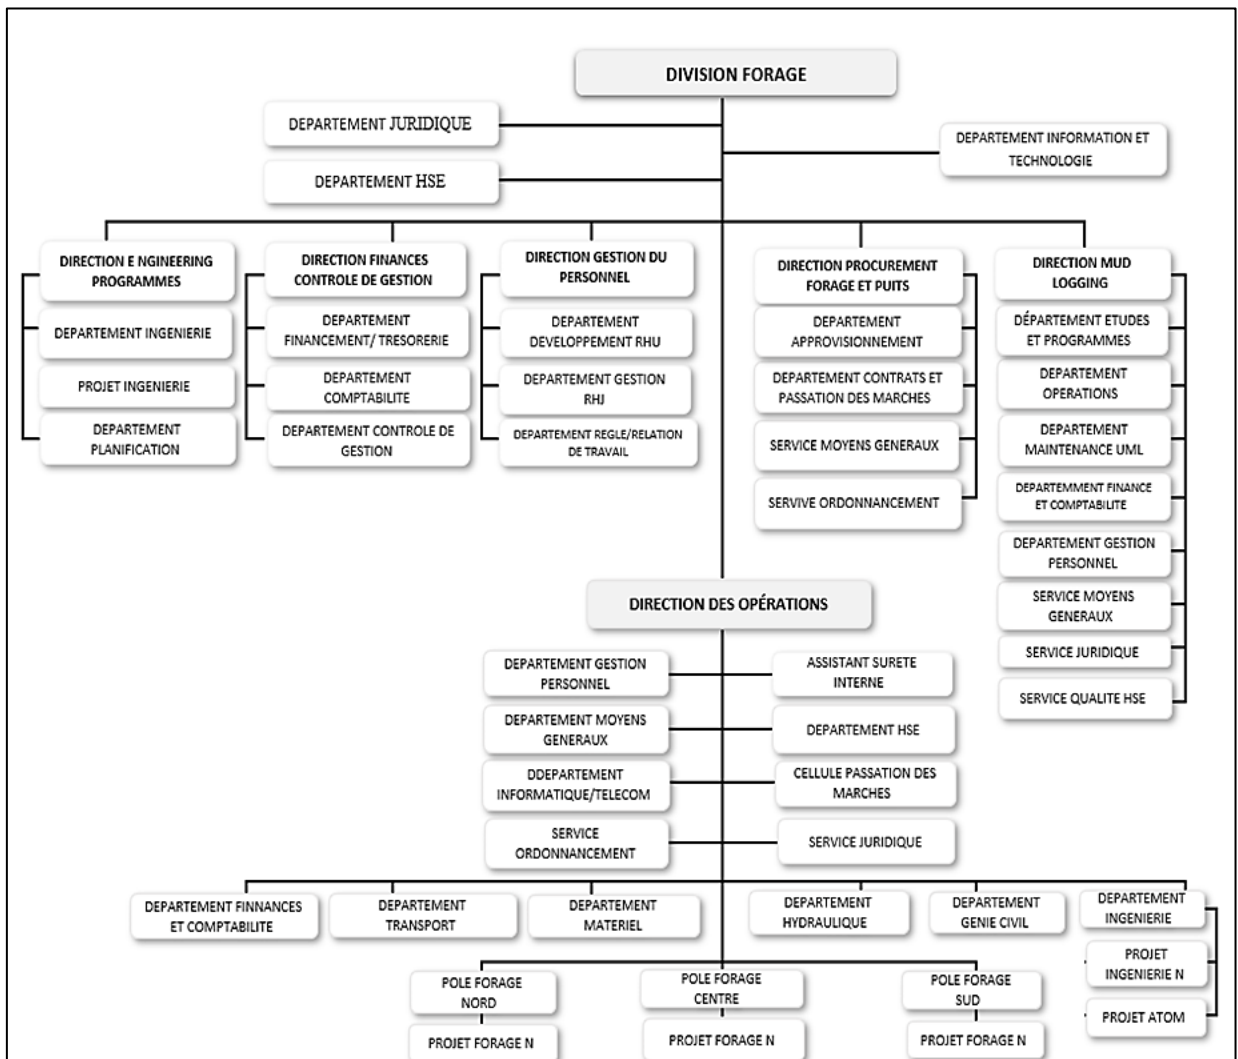 DIVISION FORAGE
DEPARTEMENT JURIDIQUE
DEPARTEMENT INFORMATION ET
TECHNOLOGIE
DEPARTEMENT HSE
DIRECTION E NGINEERING
PROGRAMMES
DEPARTEMENT INGENIERIE
PROJET INGENIERIE
DEPARTEMENT
PLANIFICATION
DIRECTION FINANCES
CONTROLE DE GESTION
DEPARTEMENT
FINANCEMENT/ TRESORERIE
DEPARTEMENT
COMPTABILITE
DEPARTEMENT CONTROLE DE
GESTION
DIRECTION GESTION DU
PERSONNEL
DEPARTEMENT
DEVELOPPEMENT RHU
DEPARTEMENT GESTION
RHJ
DEPARTEMENT REGLE/RELATION
DE TRAVAIL
DIRECTION PROCUREMENT
FORAGE ET PUITS
DEPARTEMENT
APPROVISIONNEMENT
DEPARTEMENT CONTRATS ET
PASSATION DES MARCHES
SERVICE MOYENS GENERAUX
SERVIVE ORDONNANCEMENT
DIRECTION MUD
LOGGING
DÉPARTEMENT ETUDES
ET PROGRAMMES
DEPARTEMENT
OPERATIONS
DEPARTEMENT
MAINTENANCE UML
DEPARTEMMENT FINANCE
ET COMPTABILITE
DEPARTEMENT GESTION
PERSONNEL
SERVICE MOYENS
GENERAUX
SERVICE JURIDIQUE
SERVICE QUALITE HSE
DIRECTION DES OPÉRATIONS
DEPARTEMENT GESTION
PERSONNEL
ASSISTANT SURETE
INTERNE
DEPARTEMENT MOYENS
GENERAUX
DEPARTEMENT HSE
DDEPARTEMENT
INFORMATIQUE/TELECOM
CELLULE PASSATION DES
MARCHES
SERVICE
ORDONNANCEMENT
SERVICE JURIDIQUE
DEPARTEMENT FINNANCES
ET COMPTABILITE
DEPARTEMENT
TRANSPORT
DEPARTEMENT
MATERIEL
DEPARTEMENT
HYDRAULIQUE
DEPARTEMENT
GENIE CIVIL
DEPARTEMENT
INGENIERIE
PROJET
INGENIERIE N
PROJET ATOM
POLE FORAGE
NORD
PROJET FORAGE N
POLE FORAGE
CENTRE
PROJET FORAGE N
POLE FORAGE
SUD
PROJET FORAGE N